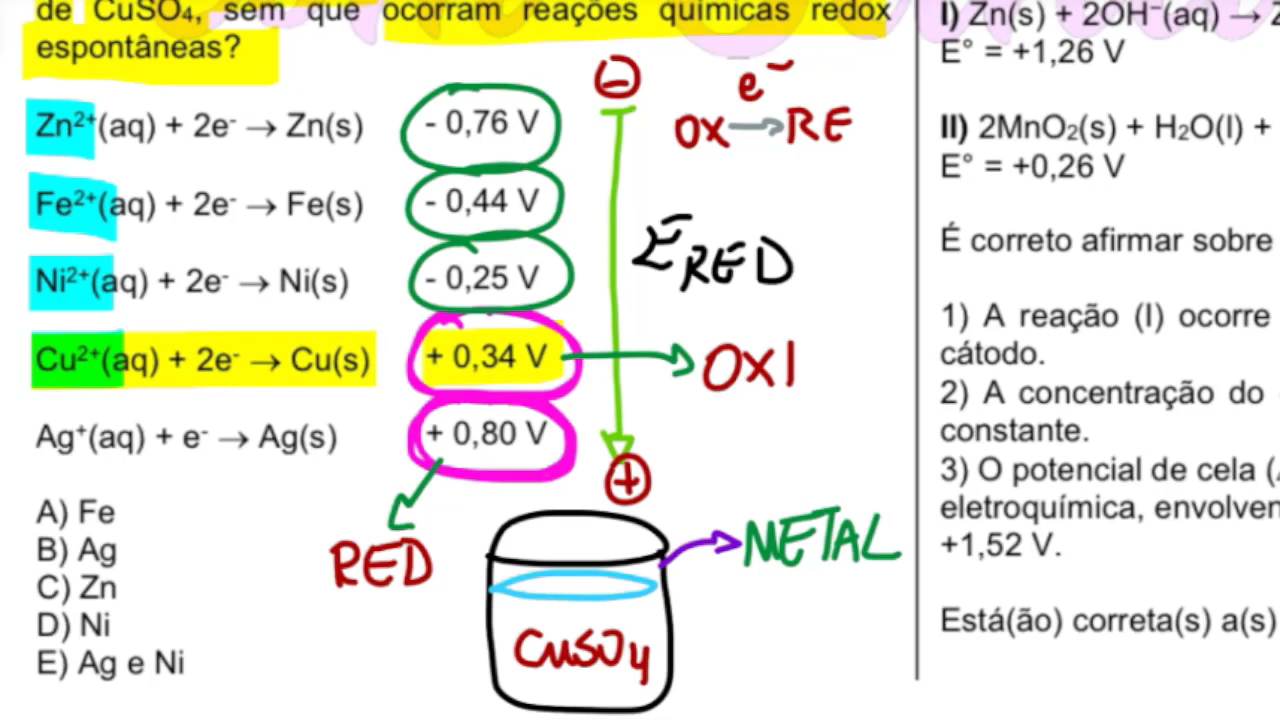 de CuSO₄, sem que ocorram reações químicas redox
espontâneas?
Zn²⁺(aq) + 2e⁻ → Zn(s) - 0,76 V
Fe²⁺(aq) + 2e⁻ → Fe(s) - 0,44 V
Ni²⁺(aq) + 2e⁻ → Ni(s) - 0,25 V
Cu²⁺(aq) + 2e⁻ → Cu(s) + 0,34 V
Ag⁺(aq) + e⁻ → Ag(s) + 0,80 V
A) Fe
B) Ag
C) Zn
D) Ni
E) Ag e Ni
-
e⁻
OX → RE
RED
OXI
+
RED
METAL
CuSO4
I) Zn(s) + 2OH⁻(aq) →
E° = +1,26 V
II) 2MnO₂(s) + H₂O(l) +
E° = +0,26 V
É correto afirmar sobre
1) A reação (I) ocorre
cátodo.
2) A concentração do
constante.
3) O potencial de cela (
eletroquímica, envolven
+1,52 V.
Está(ão) correta(s) a(s)